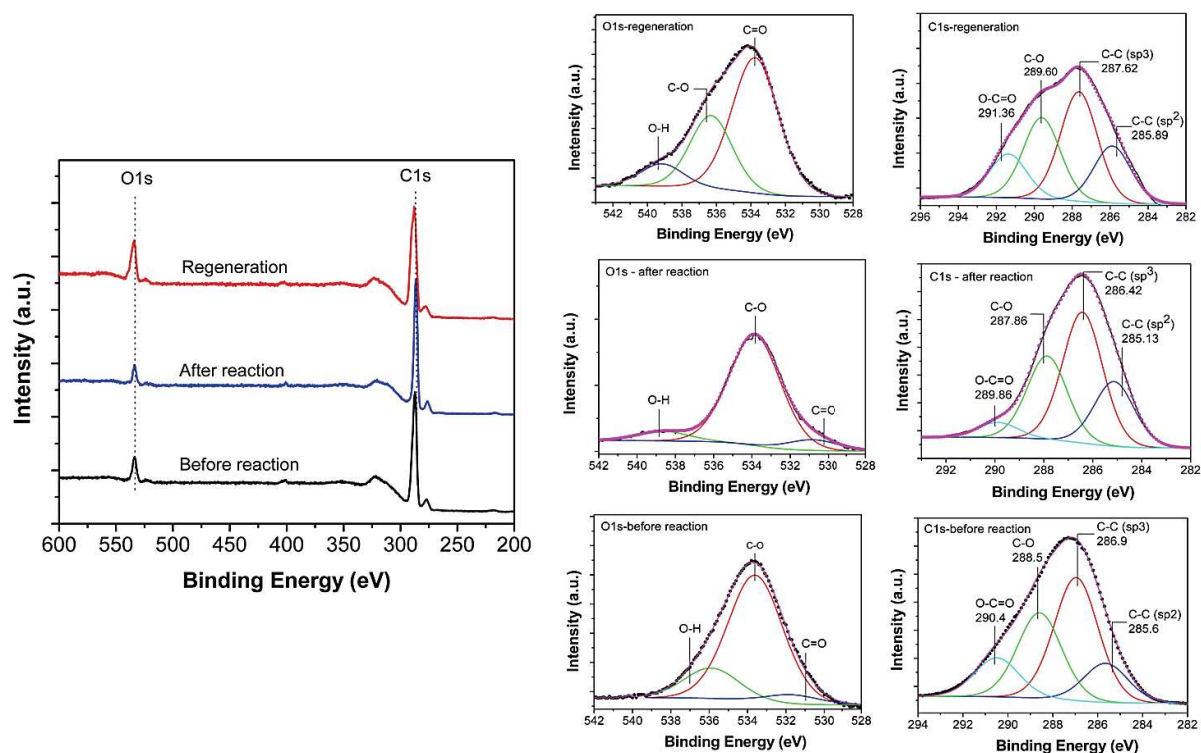 O1s
C1s
Regeneration
After reaction
Before reaction
Intensity (a.u.)
600 550 500 450 400 350 300 250 200
Binding Energy (eV)
O1s-regeneration
C=O
C-O
O-H
Inetensity (a.u.)
542 540 538 536 534 532 530 528
Binding Energy (eV)
C1s-regeneration
C-C (sp3)
287.62
C-O
289.60
O-C=O
291.36
C-C (sp2)
285.89
Intensity (a.u.)
296 294 292 290 288 286 284 282
Binding Energy (eV)
O1s - after reaction
C-O
O-H
C=O
Intensity (a.u.)
542 540 538 536 534 532 530 528
Binding Energy (eV)
C1s - after reaction
C-C (sp3)
286.42
C-O
287.86
C-C (sp2)
285.13
O-C=O
289.86
Intensity (a.u.)
290 288 286 284 282
Binding Energy (eV)
O1s-before reaction
C-O
O-H
C=O
Intensity (a.u.)
542 540 538 536 534 532 530 528
Binding Energy (eV)
C1s-before reaction
C-C (sp3)
286.9
C-O
288.5
O-C=O
290.4
C-C (sp2)
285.6
Intensity (a.u.)
294 292 290 288 286 284 282
Binding Energy (eV)